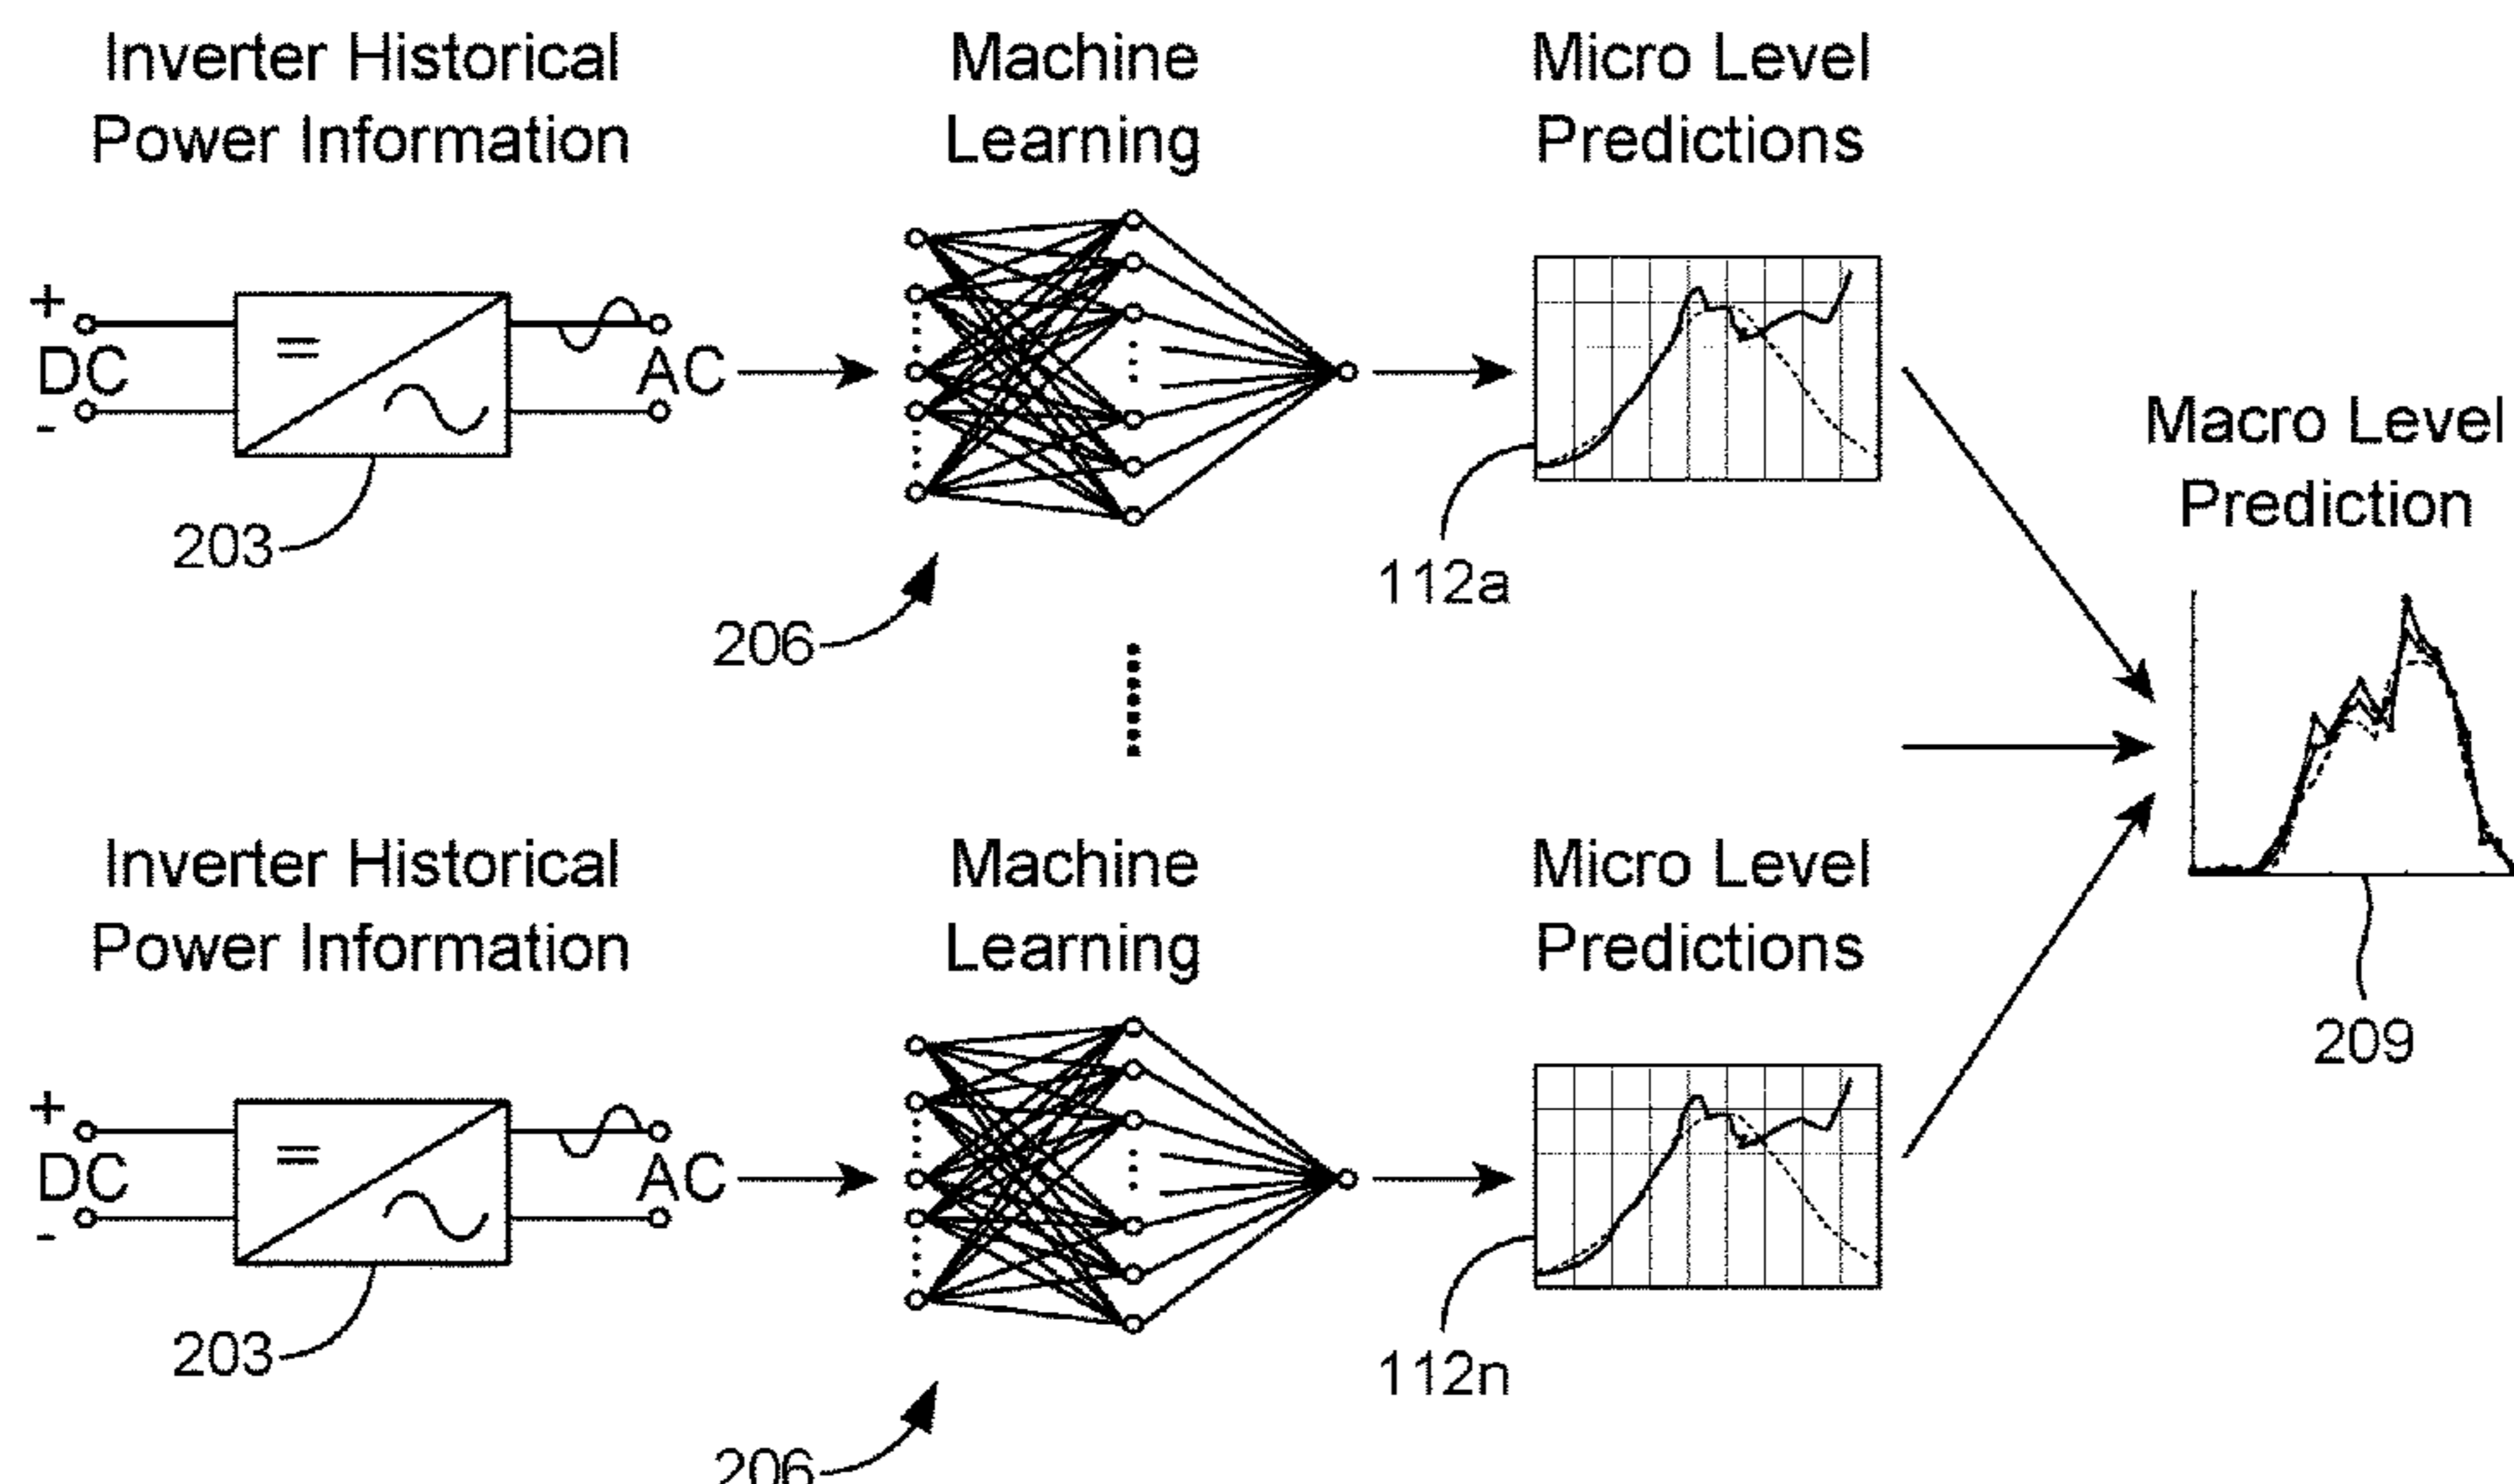 Inverter Historical
Power Information
Machine
Learning
Micro Level
Predictions
+
DC
-
=
AC
203
206
112a
Macro Level
Prediction
209
Inverter Historical
Power Information
Machine
Learning
Micro Level
Predictions
+
DC
-
=
AC
203
206
112n